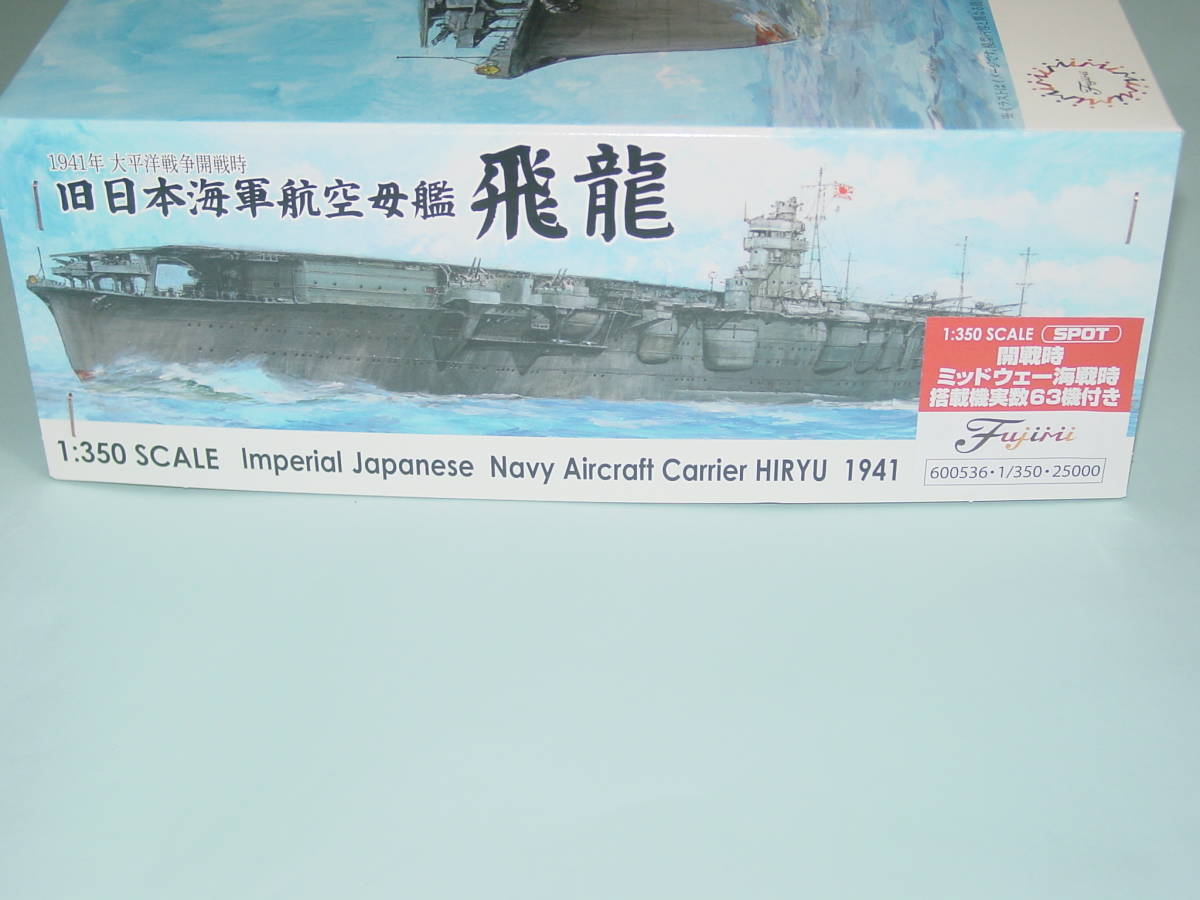 Fujimi
1941年 太平洋戦争開戦時
旧日本海軍航空母艦 飛龍
1:350 SCALE SPOT
開戦時
ミッドウェー海戦時
搭載機実数63機付き
Fujimi
1:350 SCALE Imperial Japanese Navy Aircraft Carrier HIRYU 1941
600536・1/350・25000